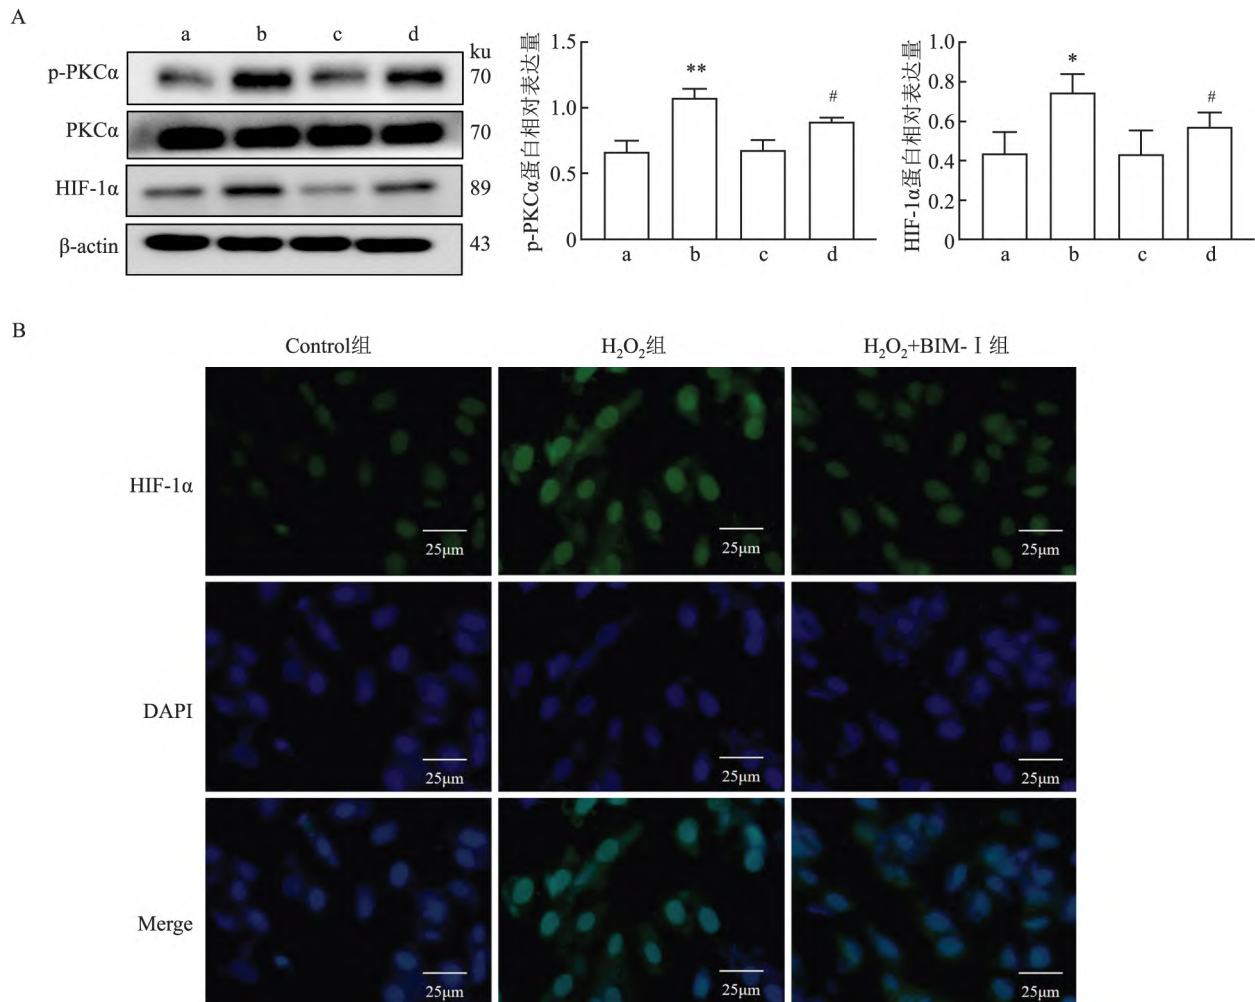 A
a b c d
ku
p-PKCα 70
PKCα 70
HIF-1α 89
β-actin 43
p-PKCα蛋白相对表达量
1.5
1.0
0.5
0
**
#
a b c d
HIF-1α蛋白相对表达量
1.0
0.8
0.6
0.4
0.2
0
*
#
a b c d
B
Control组 H₂O₂组 H₂O₂+BIM-Ⅰ组
HIF-1α
25μm 25μm 25μm
DAPI
25μm 25μm 25μm
Merge
25μm 25μm 25μm